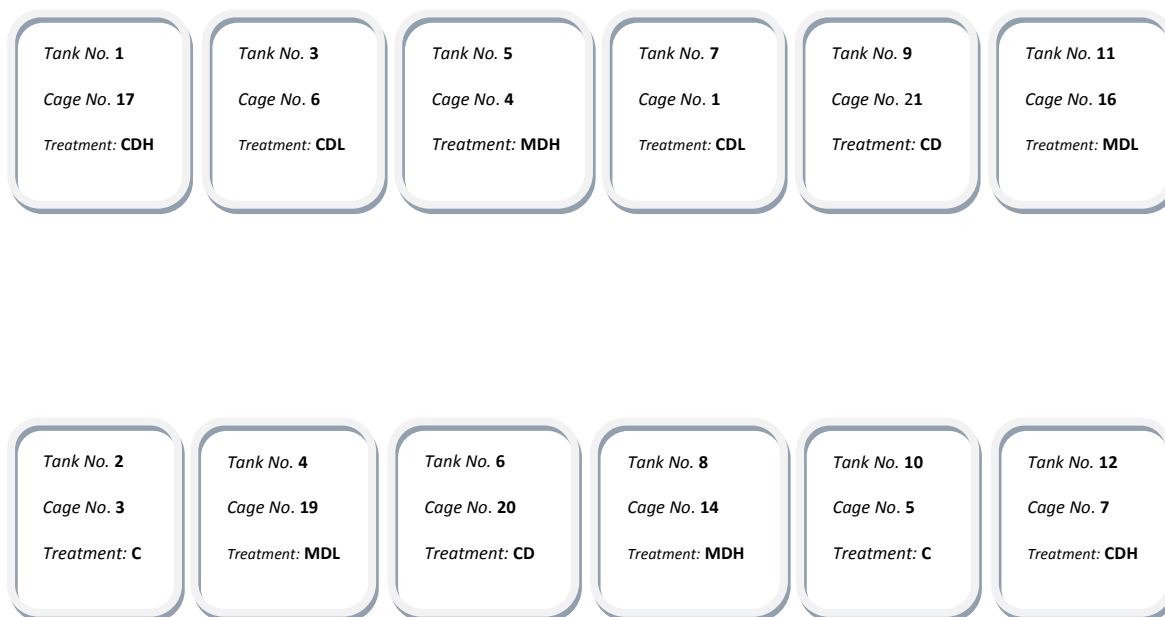 Tank No. 1
Cage No. 17
Treatment: CDH
Tank No. 3
Cage No. 6
Treatment: CDL
Tank No. 5
Cage No. 4
Treatment: MDH
Tank No. 7
Cage No. 1
Treatment: CDL
Tank No. 9
Cage No. 21
Treatment: CD
Tank No. 11
Cage No. 16
Treatment: MDL
Tank No. 2
Cage No. 3
Treatment: C
Tank No. 4
Cage No. 19
Treatment: MDL
Tank No. 6
Cage No. 20
Treatment: CD
Tank No. 8
Cage No. 14
Treatment: MDH
Tank No. 10
Cage No. 5
Treatment: C
Tank No. 12
Cage No. 7
Treatment: CDH